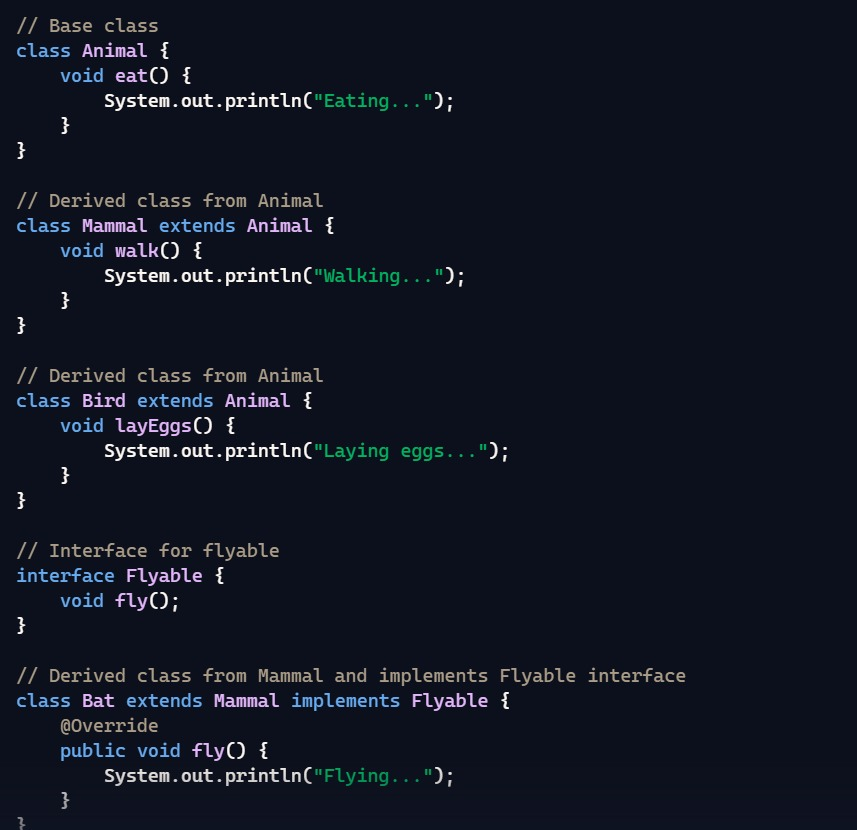 // Base class
class Animal {
    void eat() {
        System.out.println("Eating...");
    }
}

// Derived class from Animal
class Mammal extends Animal {
    void walk() {
        System.out.println("Walking...");
    }
}

// Derived class from Animal
class Bird extends Animal {
    void layEggs() {
        System.out.println("Laying eggs...");
    }
}

// Interface for flyable
interface Flyable {
    void fly();
}

// Derived class from Mammal and implements Flyable interface
class Bat extends Mammal implements Flyable {
    @Override
    public void fly() {
        System.out.println("Flying...");
    }
}